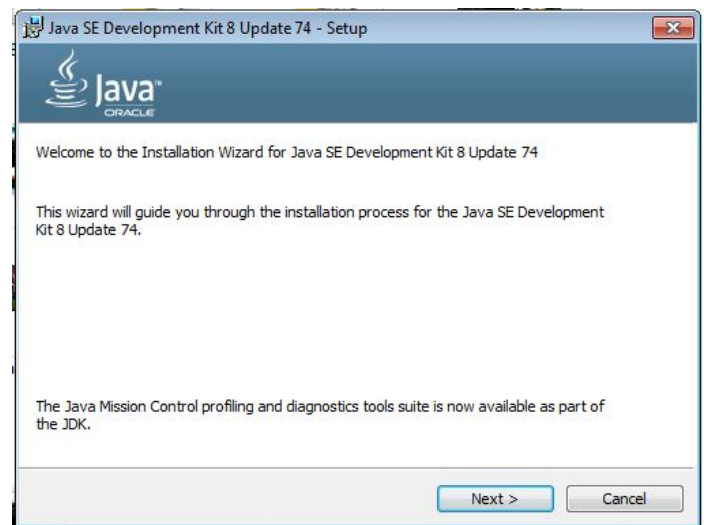 Java SE Development Kit 8 Update 74 - Setup
Java™
ORACLE
Welcome to the Installation Wizard for Java SE Development Kit 8 Update 74
This wizard will guide you through the installation process for the Java SE Development
Kit 8 Update 74.
The Java Mission Control profiling and diagnostics tools suite is now available as part of
the JDK.
Next > Cancel